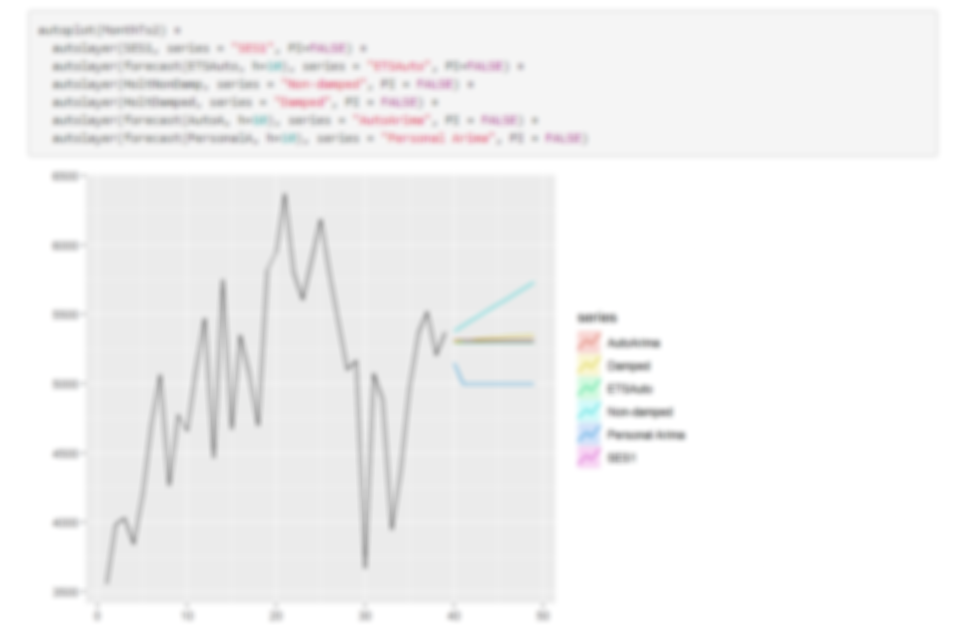 autolayer(SES1, series = "SES1", PI=FALSE) +
autolayer(forecast(ETSAuto, h=10), series = "ETSAuto", PI=FALSE) +
autolayer(HoltNonDamp, series = "Non-damped", PI = FALSE) +
autolayer(HoltDamped, series = "Damped", PI = FALSE) +
autolayer(forecast(AutoA, h=10), series = "AutoArima", PI = FALSE) +
autolayer(forecast(PersonalA, h=10), series = "Personal Arima", PI = FALSE)
6500
6000
5500
5000
4500
4000
3500
0 10 20 30 40 50
series
AutoArima
Damped
ETSAuto
Non-damped
Personal Arima
SES1